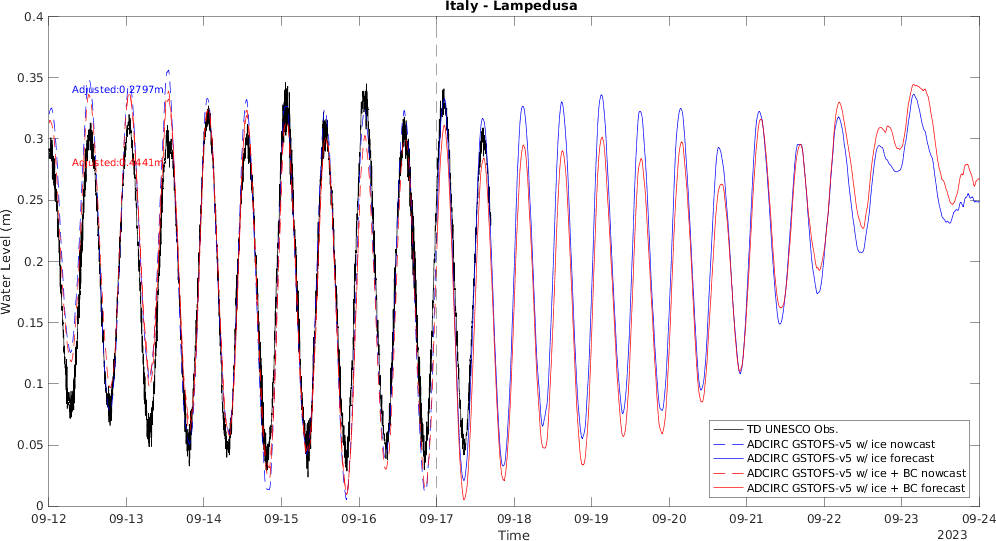 Italy - Lampedusa
0.4
0.35
0.3
0.25
0.2
0.15
0.1
0.05
0
Water Level (m)
Adjusted:0.2797m
Adjusted:0.4441m
TD UNESCO Obs.
ADCIRC GSTOFS-v5 w/ ice nowcast
ADCIRC GSTOFS-v5 w/ ice forecast
ADCIRC GSTOFS-v5 w/ ice + BC nowcast
ADCIRC GSTOFS-v5 w/ ice + BC forecast
09-12 09-13 09-14 09-15 09-16 09-17 09-18 09-19 09-20 09-21 09-22 09-23 09-24
Time
2023